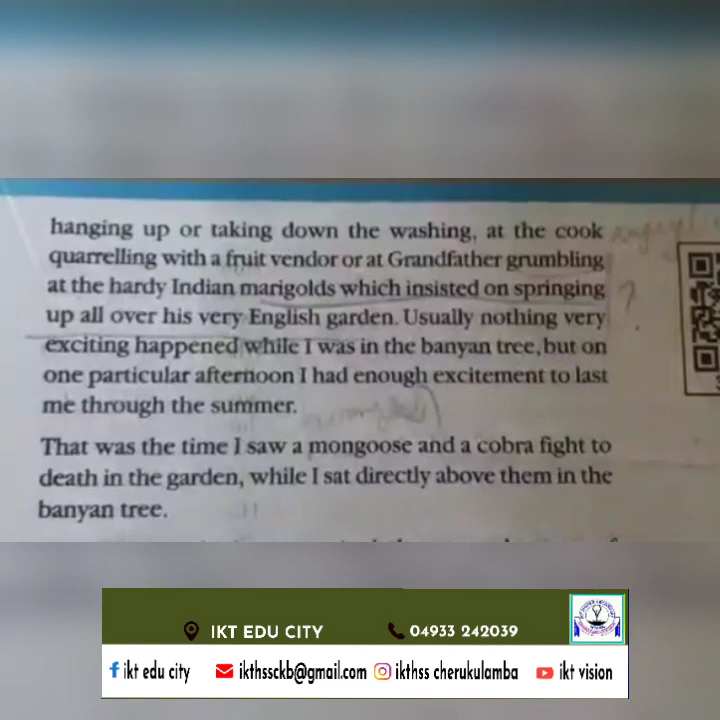 hanging up or taking down the washing, at the cook
quarrelling with a fruit vendor or at Grandfather grumbling
at the hardy Indian marigolds which insisted on springing
up all over his very English garden. Usually nothing very
exciting happened while I was in the banyan tree, but on
one particular afternoon I had enough excitement to last
me through the summer.
That was the time I saw a mongoose and a cobra fight to
death in the garden, while I sat directly above them in the
banyan tree.
IKT EDU CITY 04933 242039
f ikt edu city ikthssckb@gmail.com ikthss cherukulamba ikt vision